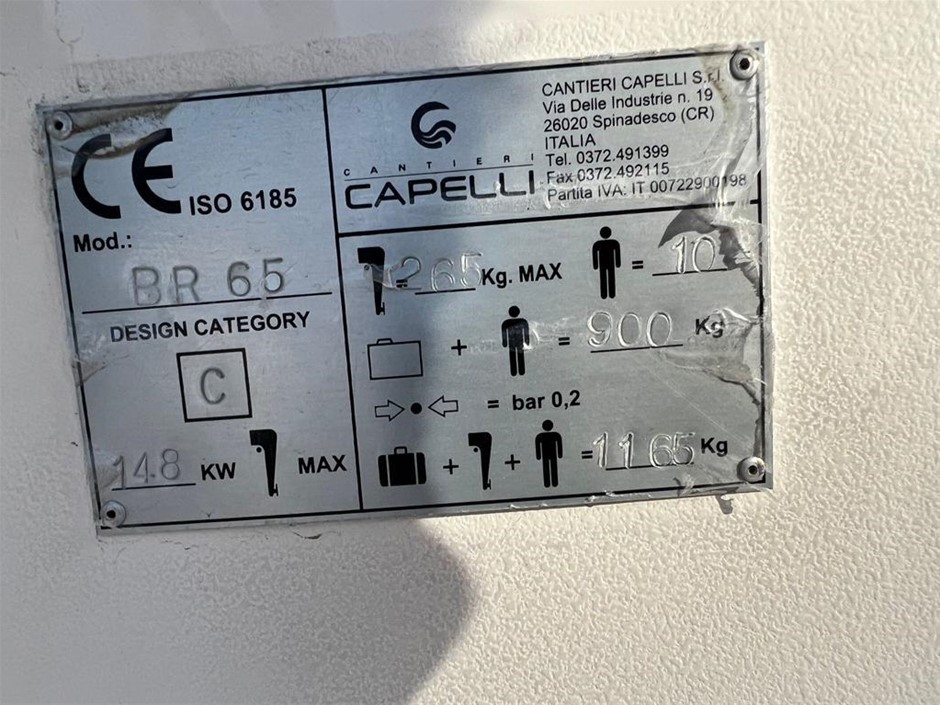 CE ISO 6185
Mod.:
BR 65
DESIGN CATEGORY
C
148 KW MAX
CANTIERI
CAPELLI
CANTIERI CAPELLI S.r.l.
Via Delle Industrie n. 19
26020 Spinadesco (CR)
ITALIA
Tel. 0372.491399
Fax 0372.492115
Partita IVA: IT 00722900198
= 265 Kg. MAX = 10
+ = 900 Kg
= bar 0,2
+ + = 1165 Kg